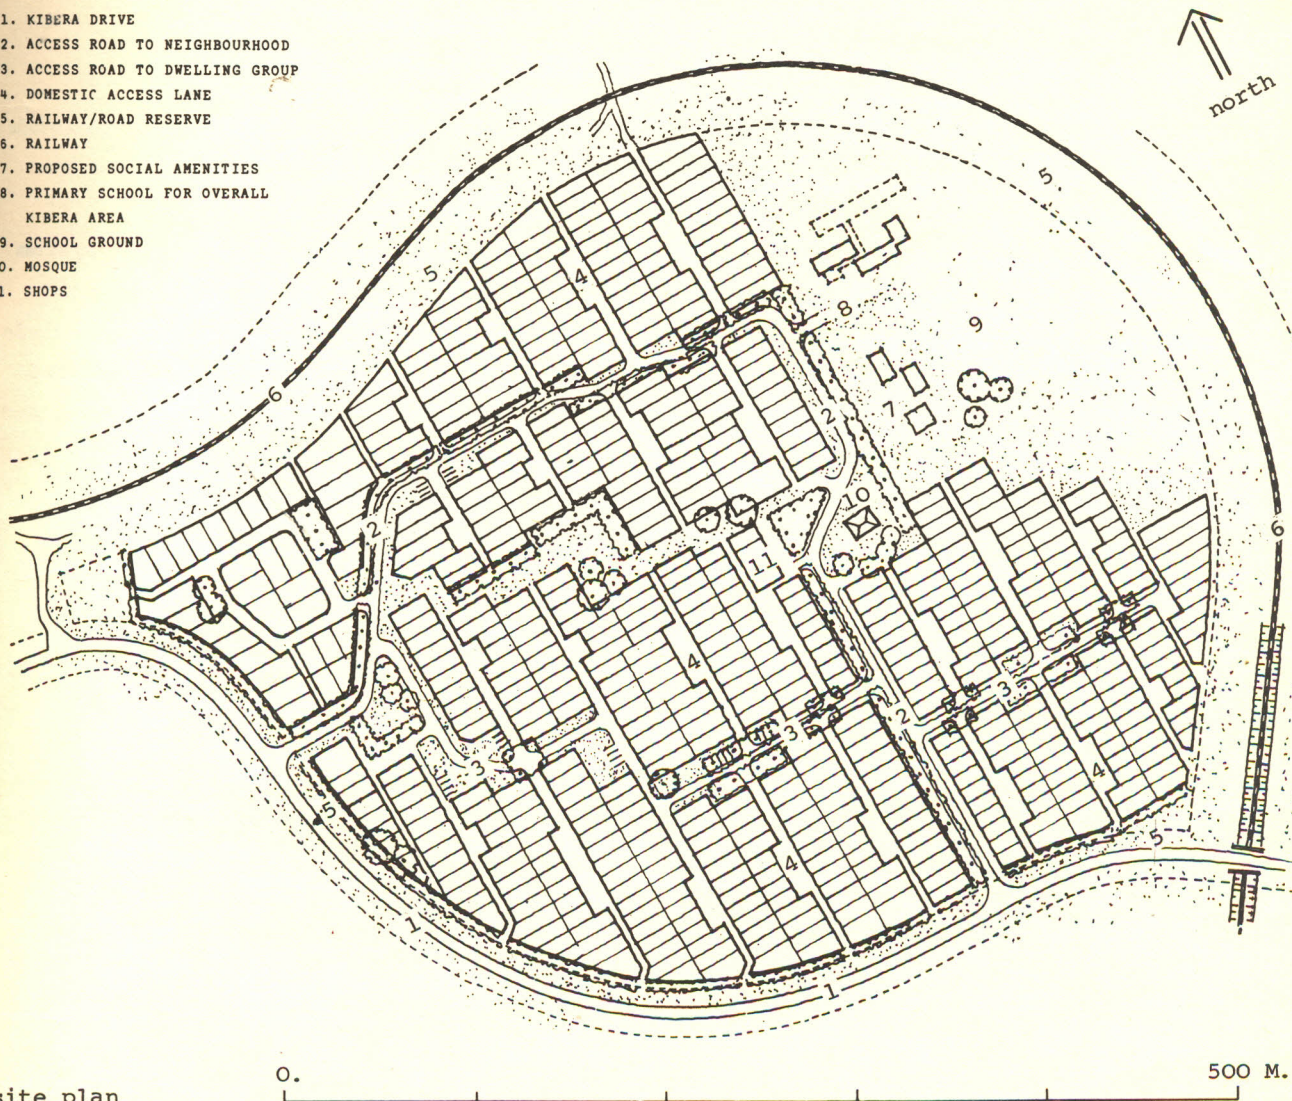 1. KIBERA DRIVE
2. ACCESS ROAD TO NEIGHBOURHOOD
3. ACCESS ROAD TO DWELLING GROUP
4. DOMESTIC ACCESS LANE
5. RAILWAY/ROAD RESERVE
6. RAILWAY
7. PROPOSED SOCIAL AMENITIES
8. PRIMARY SCHOOL FOR OVERALL
KIBERA AREA
9. SCHOOL GROUND
0. MOSQUE
1. SHOPS
north
5.
5
4
8
9
6
7
2
10
2
6
11
4
3
2
3
3
4
5
5
4
1
1
0.
500 M.
site plan